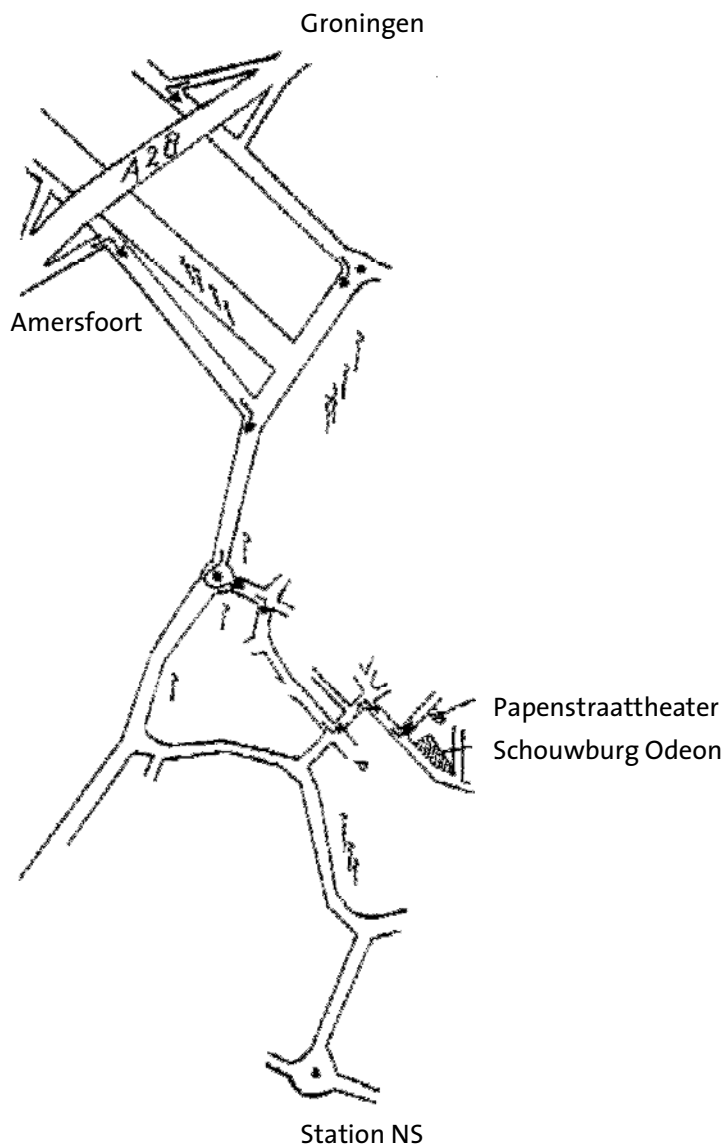 Groningen
A28
Amersfoort
Papenstraattheater
Schouwburg Odeon
Station NS